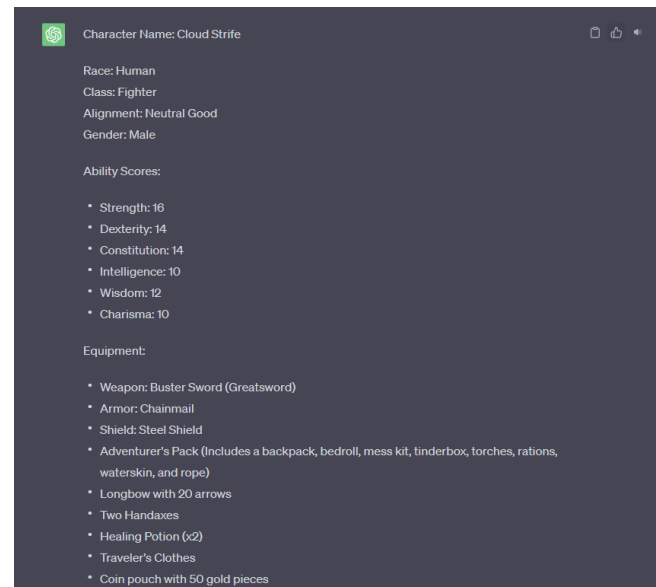 Character Name: Cloud Strife
Race: Human
Class: Fighter
Alignment: Neutral Good
Gender: Male
Ability Scores:
• Strength: 16
• Dexterity: 14
• Constitution: 14
• Intelligence: 10
• Wisdom: 12
• Charisma: 10
Equipment:
• Weapon: Buster Sword (Greatsword)
• Armor: Chainmail
• Shield: Steel Shield
• Adventurer's Pack (Includes a backpack, bedroll, mess kit, tinderbox, torches, rations,
waterskin, and rope)
• Longbow with 20 arrows
• Two Handaxes
• Healing Potion (x2)
• Traveler's Clothes
• Coin pouch with 50 gold pieces